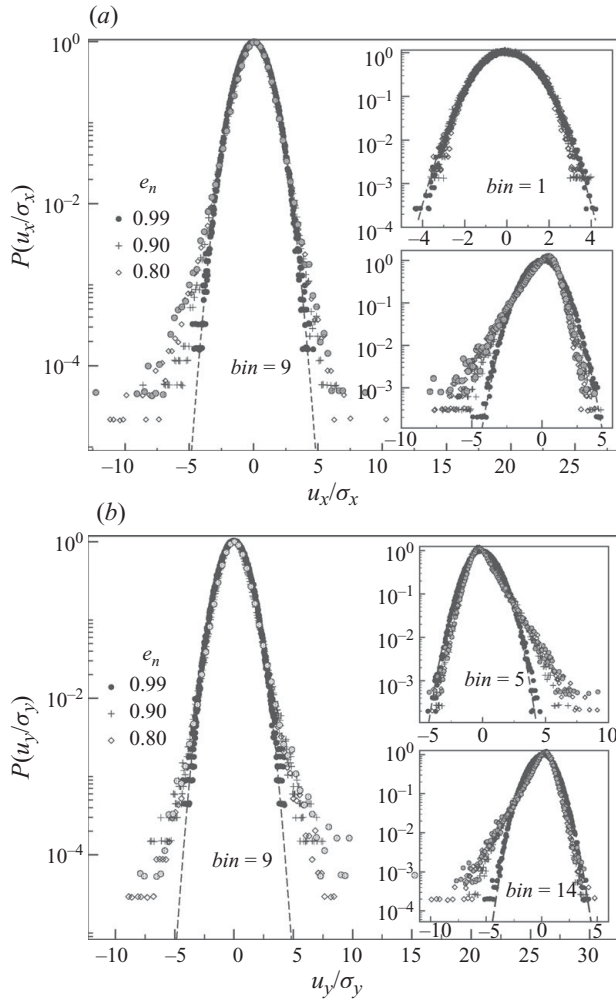 (a)
10^0
10^−2
10^−4
P(u_x/σ_x)
e_n
0.99
0.90
0.80
bin = 9
−10 −5 0 5 10 20 25
u_x/σ_x
10^0
10^−1
10^−2
10^−3
10^−4
bin = 1
−4 −2 0 2 4
10^0
10^−1
10^−2
10^−3
−10 −5 0 5
(b)
10^0
10^−2
10^−4
P(u_y/σ_y)
e_n
0.99
0.90
0.80
bin = 9
−10 −5 0 5 10 15 20 25 30
u_y/σ_y
10^0
10^−1
10^−2
10^−3
bin = 5
−5 0 5 10
10^0
10^−1
10^−2
10^−3
10^−4
bin = 14
−10 −5 0 5